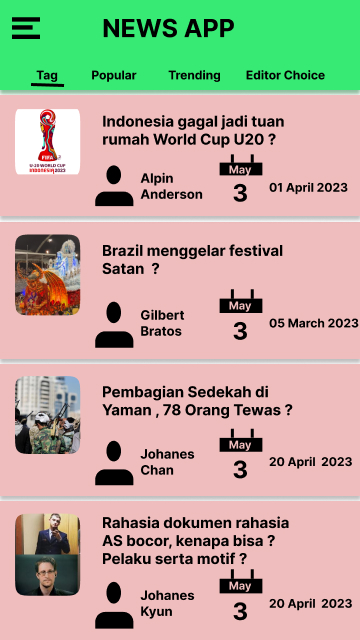 NEWS APP
Tag Popular Trending Editor Choice
Indonesia gagal jadi tuan
rumah World Cup U20 ?
FIFA
U-20 WORLD CUP
INDONESIA 2023
Alpin
Anderson
May
3
01 April 2023
Brazil menggelar festival
Satan ?
Gilbert
Bratos
May
3
05 March 2023
Pembagian Sedekah di
Yaman , 78 Orang Tewas ?
Johanes
Chan
May
3
20 April 2023
Rahasia dokumen rahasia
AS bocor, kenapa bisa ?
Pelaku serta motif ?
Johanes
Kyun
May
3
20 April 2023